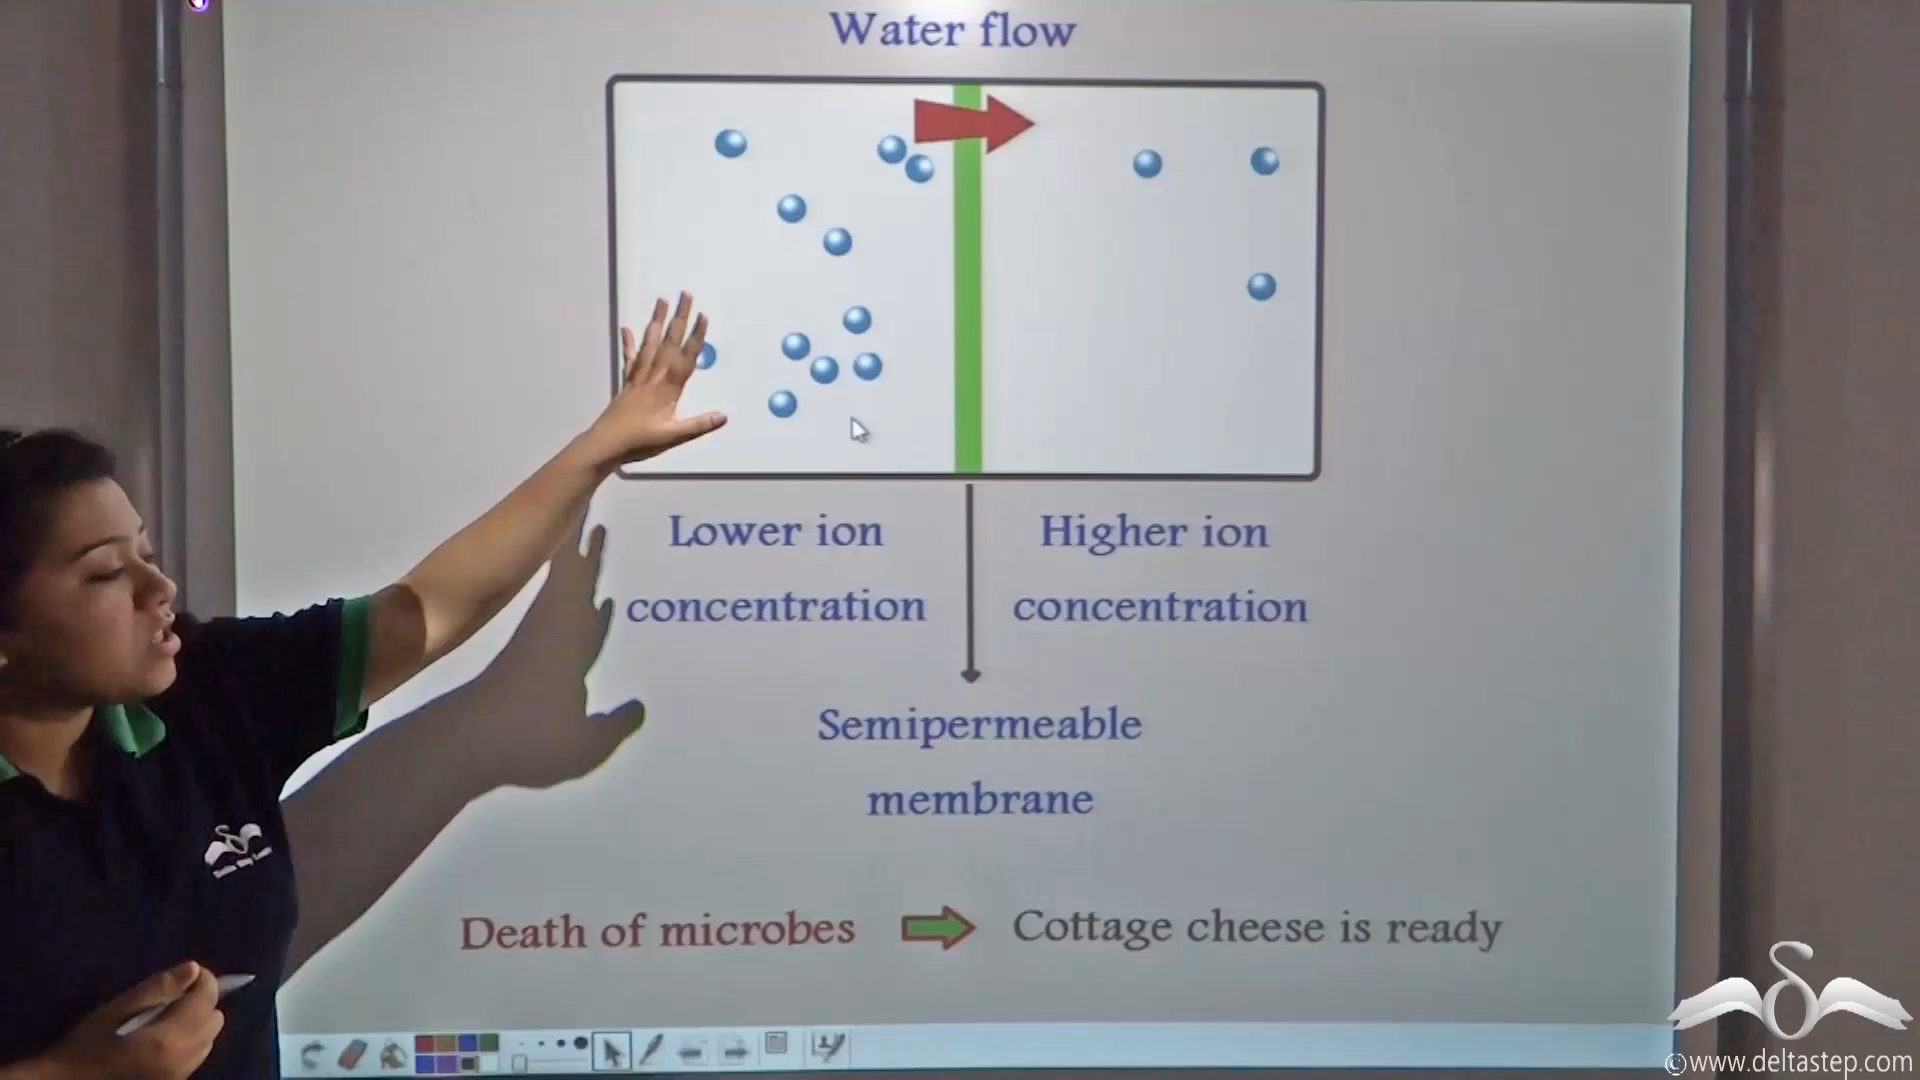 Water flow
Lower ion
concentration
Higher ion
concentration
Semipermeable
membrane
Death of microbes
Cottage cheese is ready
©www.deltastep.com